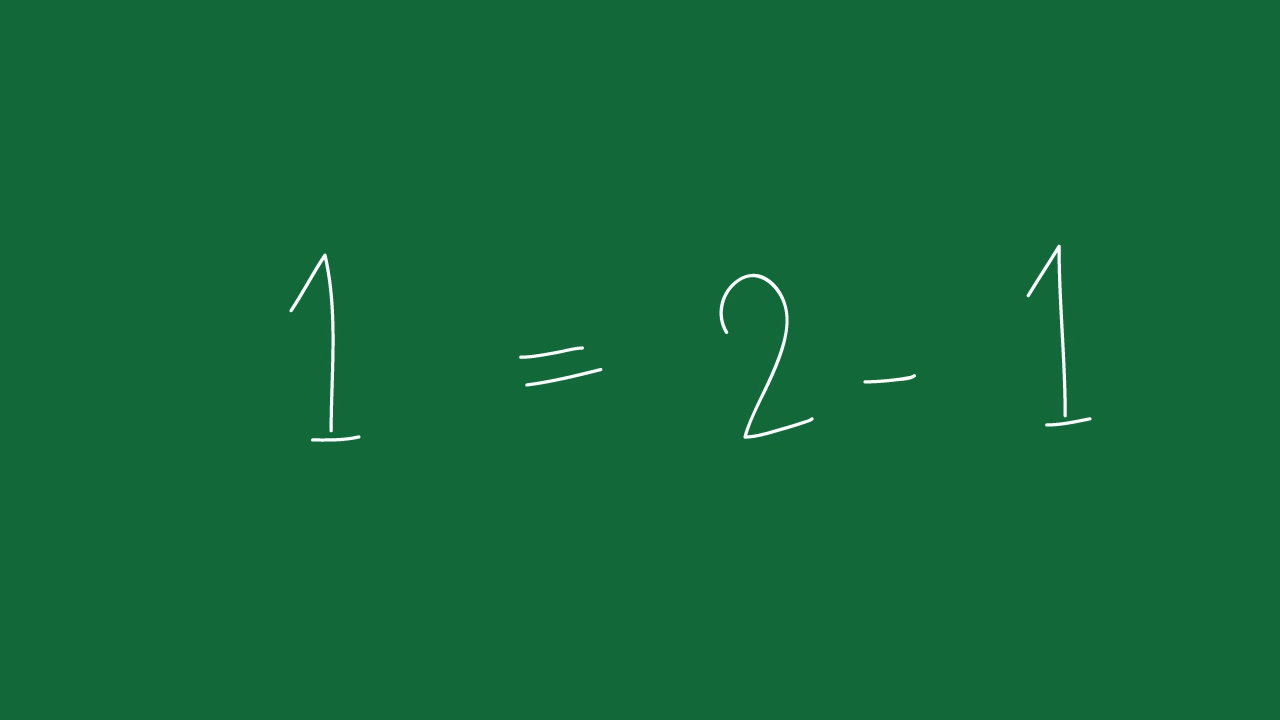 1 = 2 - 1